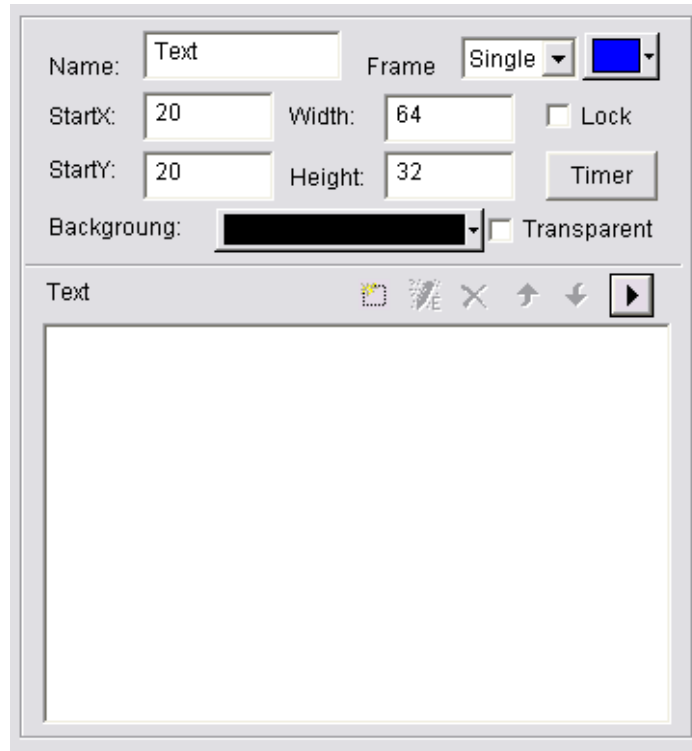 Name: Text Frame Single
StartX: 20 Width: 64 Lock
StartY: 20 Height: 32 Timer
Backgroung: Transparent
Text E